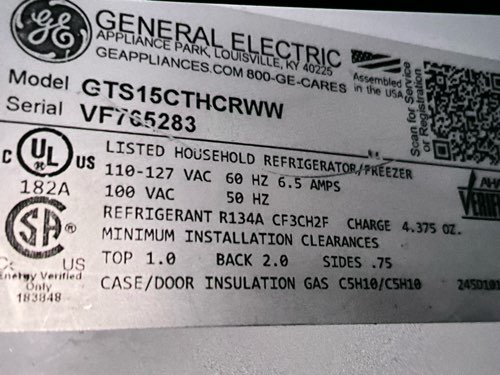 GE
GENERAL ELECTRIC
APPLIANCE PARK, LOUISVILLE, KY 40225
GEAPPLIANCES.COM 800-GE-CARES
Assembled
in the USA
Scan for Service
or Registration
Model GTS15CTHCRWW
Serial VF765283
C UL US
182A
LISTED HOUSEHOLD REFRIGERATOR/FREEZER
110-127 VAC 60 HZ 6.5 AMPS
100 VAC 50 HZ
REFRIGERANT R134A CF3CH2F CHARGE 4.375 OZ.
MINIMUM INSTALLATION CLEARANCES
TOP 1.0 BACK 2.0 SIDES .75
CASE/DOOR INSULATION GAS C5H10/C5H10
SA ®
C US
Energy Verified
Only
183848